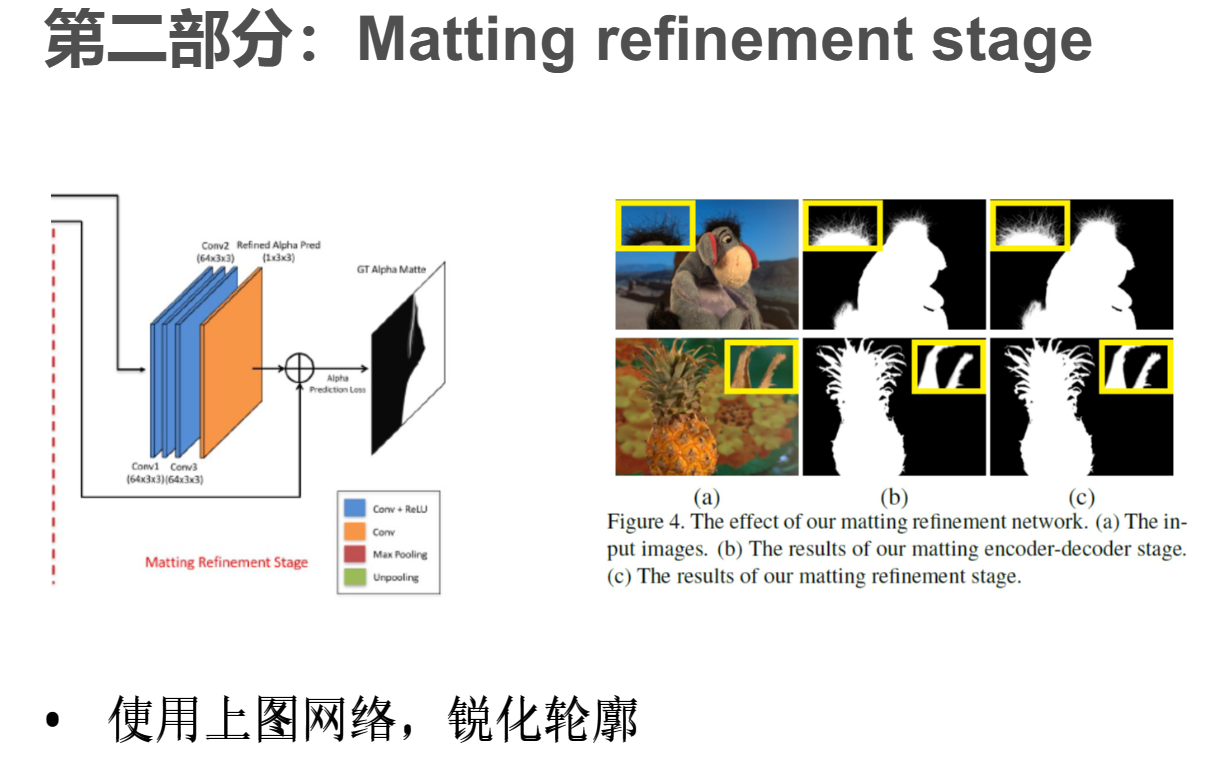 第二部分：Matting refinement stage
Conv2 Refined Alpha Pred
(64x3x3) (1x3x3)
GT Alpha Matte
Alpha
Prediction Loss
Conv1 Conv3
(64x3x3)(64x3x3)
Matting Refinement Stage
Conv + ReLU
Conv
Max Pooling
Unpooling
(a) (b) (c)
Figure 4. The effect of our matting refinement network. (a) The in-
put images. (b) The results of our matting encoder-decoder stage.
(c) The results of our matting refinement stage.
• 使用上图网络，锐化轮廓